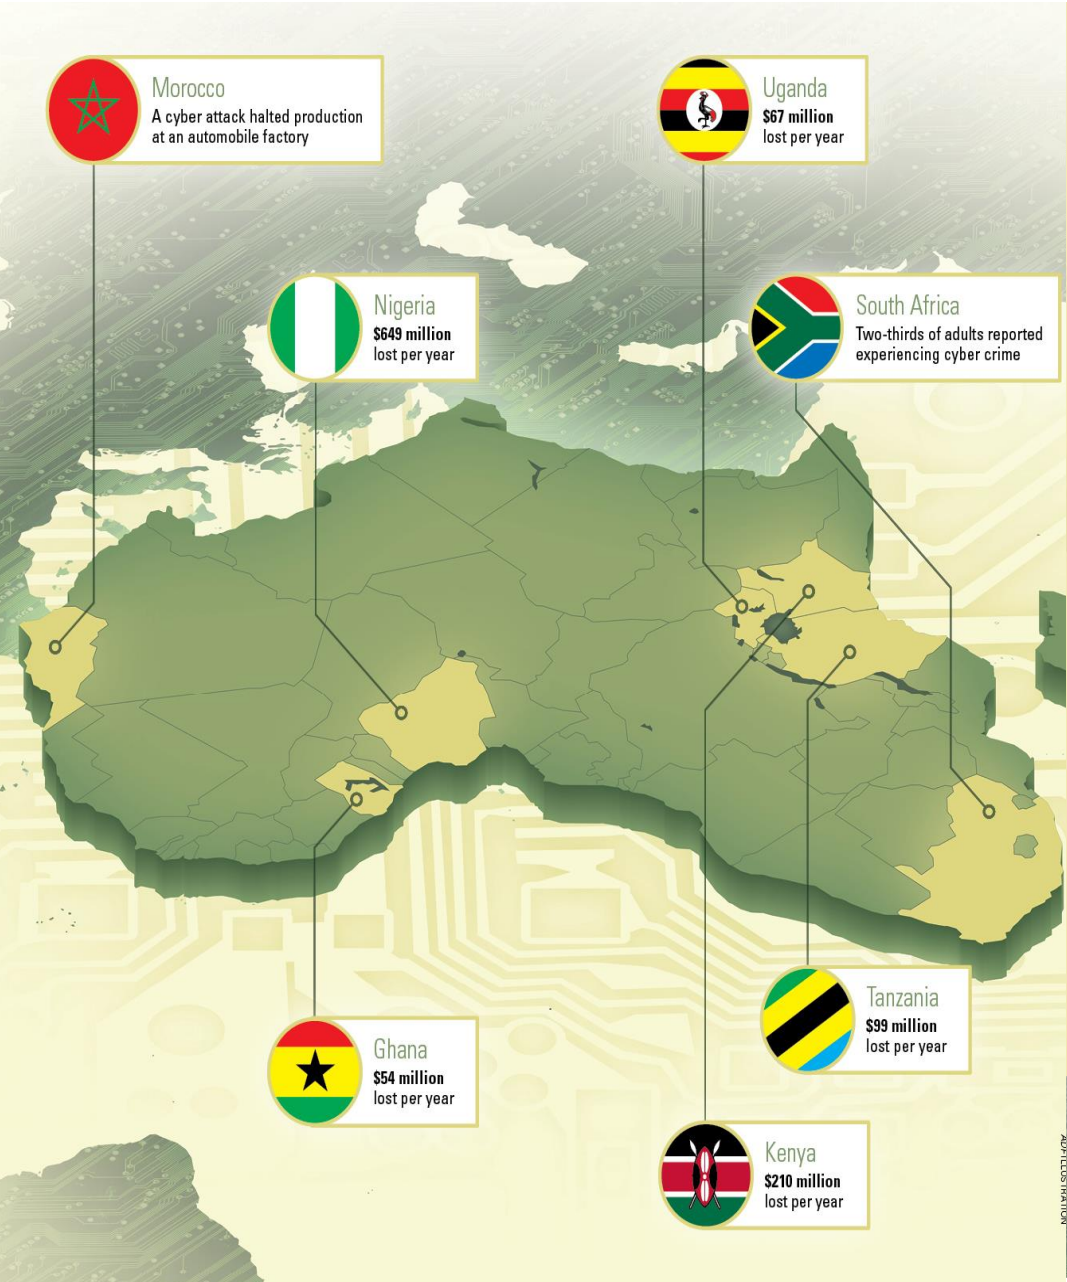 Morocco
A cyber attack halted production
at an automobile factory
Uganda
$67 million
lost per year
Nigeria
$649 million
lost per year
South Africa
Two-thirds of adults reported
experiencing cyber crime
Tanzania
$99 million
lost per year
Ghana
$54 million
lost per year
Kenya
$210 million
lost per year
ADF ILLUSTRATION